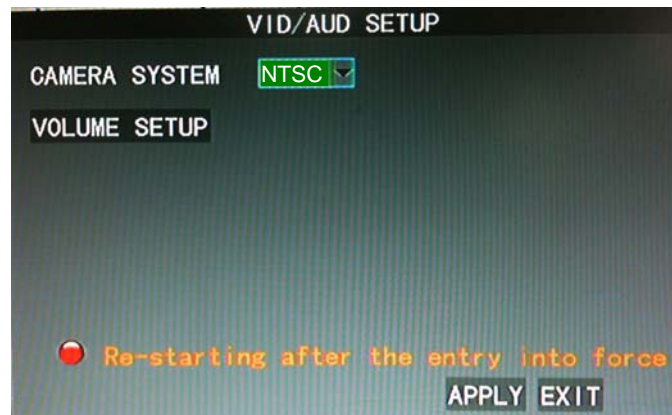 VID/AUD SETUP
CAMERA SYSTEM NTSC
VOLUME SETUP
Re-starting after the entry into force
APPLY EXIT